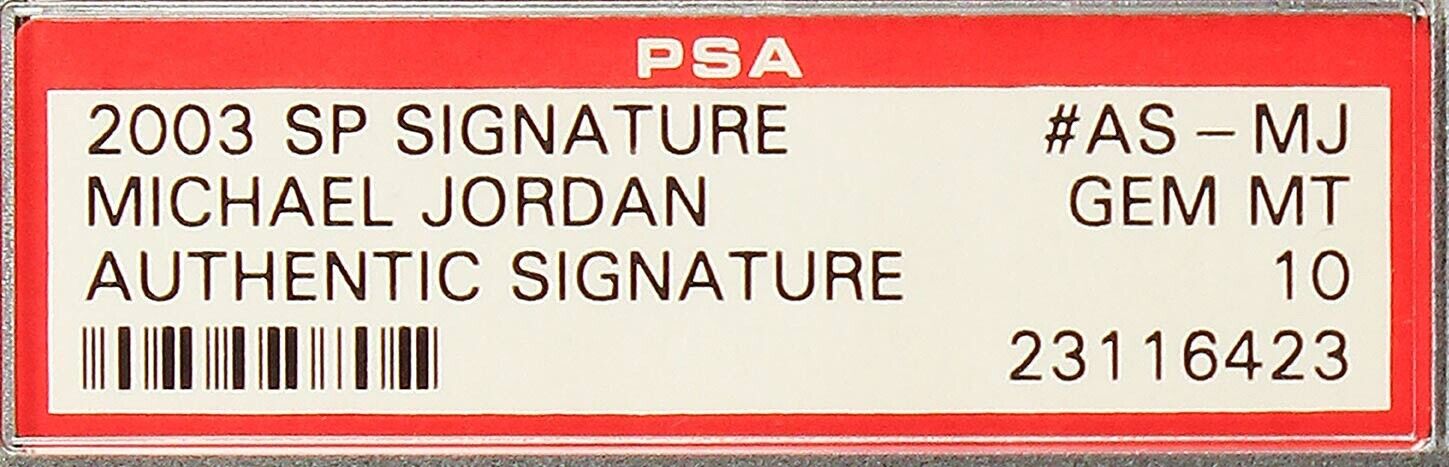 PSA
2003 SP SIGNATURE #AS-MJ
MICHAEL JORDAN GEM MT
AUTHENTIC SIGNATURE 10
23116423